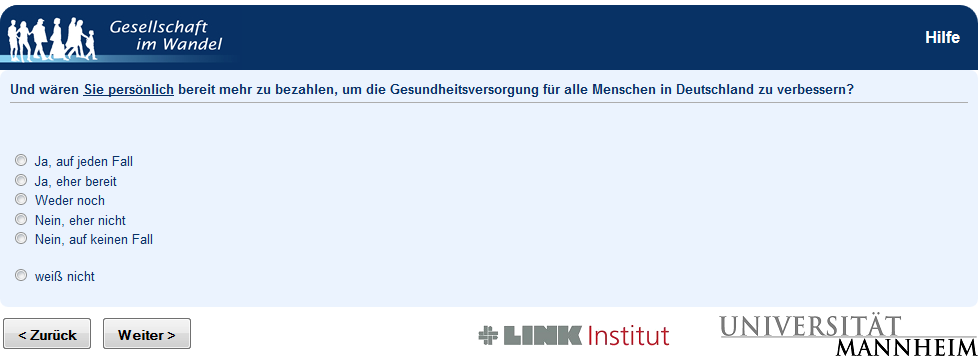 Gesellschaft
im Wandel
Hilfe
Und wären Sie persönlich bereit mehr zu bezahlen, um die Gesundheitsversorgung für alle Menschen in Deutschland zu verbessern?
Ja, auf jeden Fall
Ja, eher bereit
Weder noch
Nein, eher nicht
Nein, auf keinen Fall
weiß nicht
< Zurück
Weiter >
LINK Institut
UNIVERSITÄT
MANNHEIM